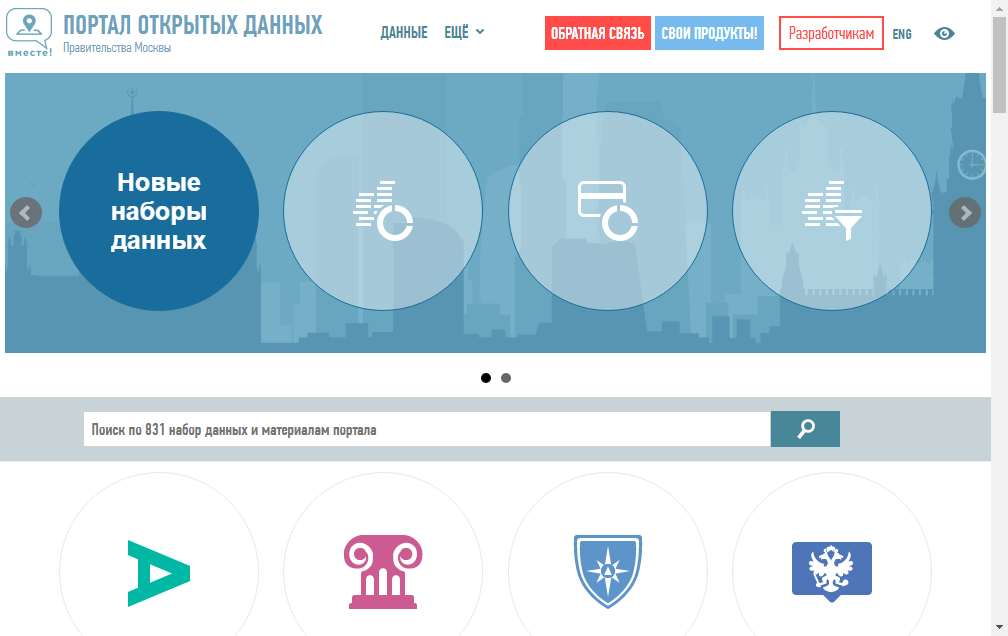 ПОРТАЛ ОТКРЫТЫХ ДАННЫХ
Правительства Москвы
вместе!
ДАННЫЕ
ЕЩЁ
ОБРАТНАЯ СВЯЗЬ
СВОИ ПРОДУКТЫ!
Разработчикам
ENG
Новые
наборы
данных
Поиск по 831 набор данных и материалам портала